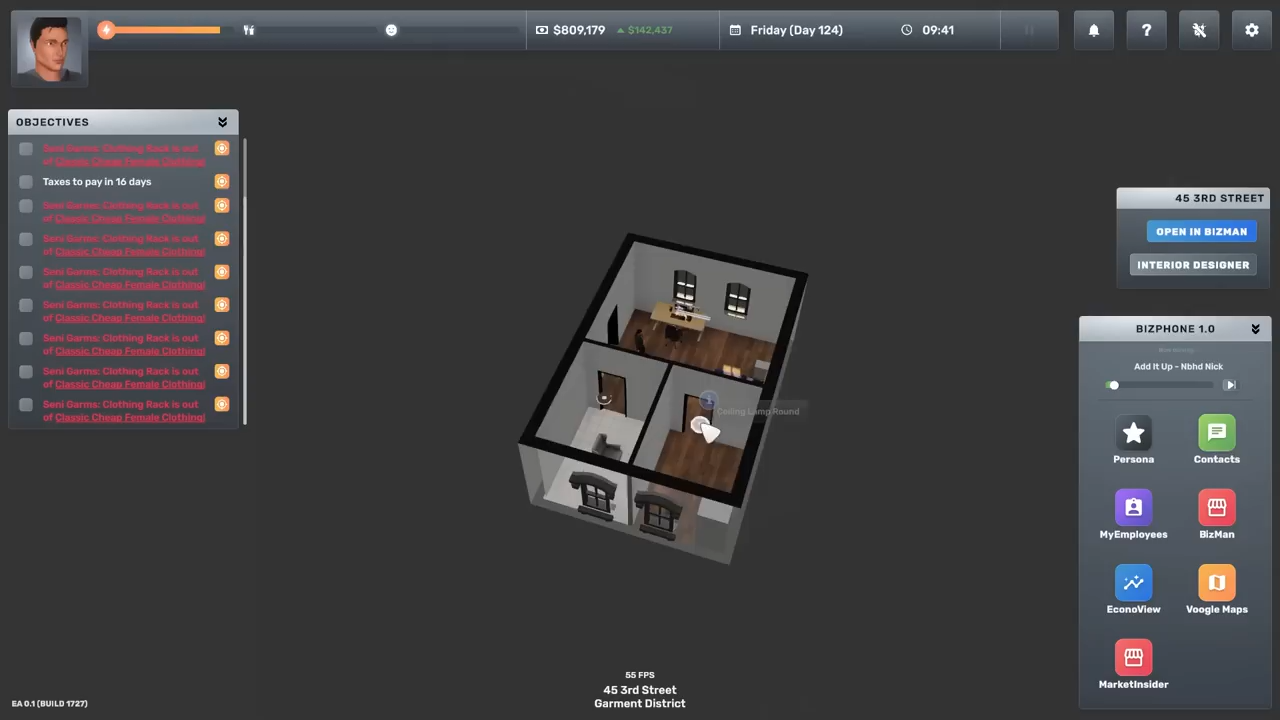 $809,179
$142,437
Friday (Day 124)
09:41
OBJECTIVES
Seni Garms: Clothing Rack is out
of Classic Cheap Female Clothing!
Taxes to pay in 16 days
Seni Garms: Clothing Rack is out
of Classic Cheap Female Clothing!
Seni Garms: Clothing Rack is out
of Classic Cheap Female Clothing!
Seni Garms: Clothing Rack is out
of Classic Cheap Female Clothing!
Seni Garms: Clothing Rack is out
of Classic Cheap Female Clothing!
Seni Garms: Clothing Rack is out
of Classic Cheap Female Clothing!
Seni Garms: Clothing Rack is out
of Classic Cheap Female Clothing!
Seni Garms: Clothing Rack is out
of Classic Cheap Female Clothing!
45 3RD STREET
OPEN IN BIZMAN
INTERIOR DESIGNER
BIZPHONE 1.0
Add It Up - Nbhd Nick
Persona
Contacts
MyEmployees
BizMan
EconoView
Voogle Maps
MarketInsider
Ceiling Lamp Round
55 FPS
45 3rd Street
Garment District
EA 0.1 (BUILD 1727)